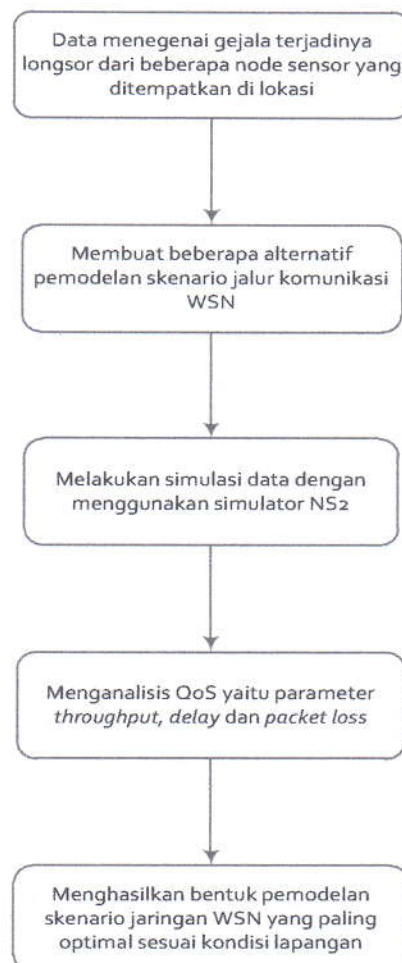 Data menegenai gejala terjadinya
longsor dari beberapa node sensor yang
ditempatkan di lokasi
Membuat beberapa alternatif
pemodelan skenario jalur komunikasi
WSN
Melakukan simulasi data dengan
menggunakan simulator NS2
Menganalisis QoS yaitu parameter
throughput, delay dan packet loss
Menghasilkan bentuk pemodelan
skenario jaringan WSN yang paling
optimal sesuai kondisi lapangan